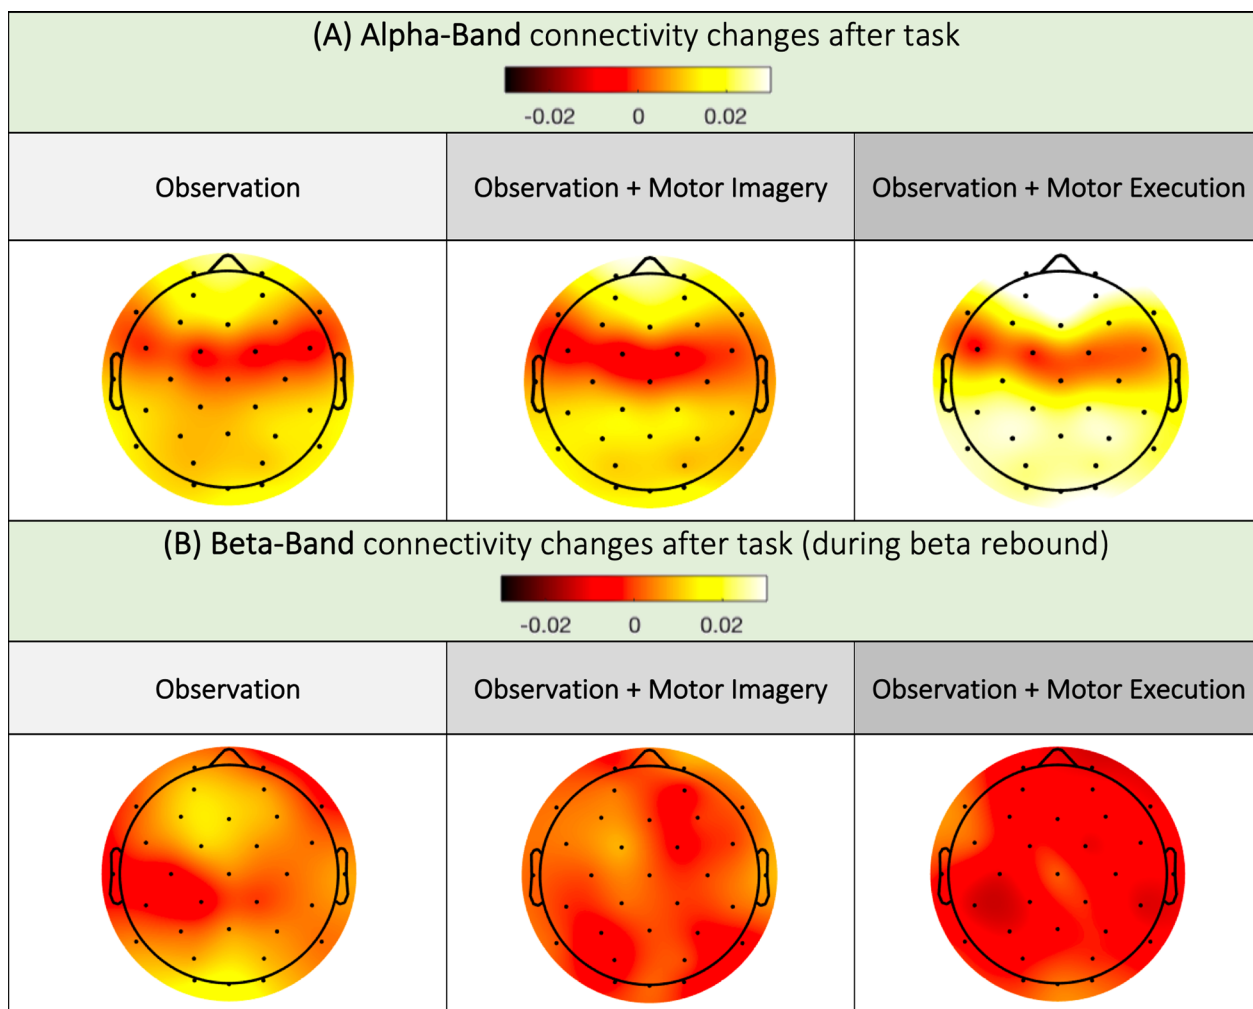 (A) Alpha-Band connectivity changes after task
-0.02 0 0.02
Observation
Observation + Motor Imagery
Observation + Motor Execution
(B) Beta-Band connectivity changes after task (during beta rebound)
-0.02 0 0.02
Observation
Observation + Motor Imagery
Observation + Motor Execution